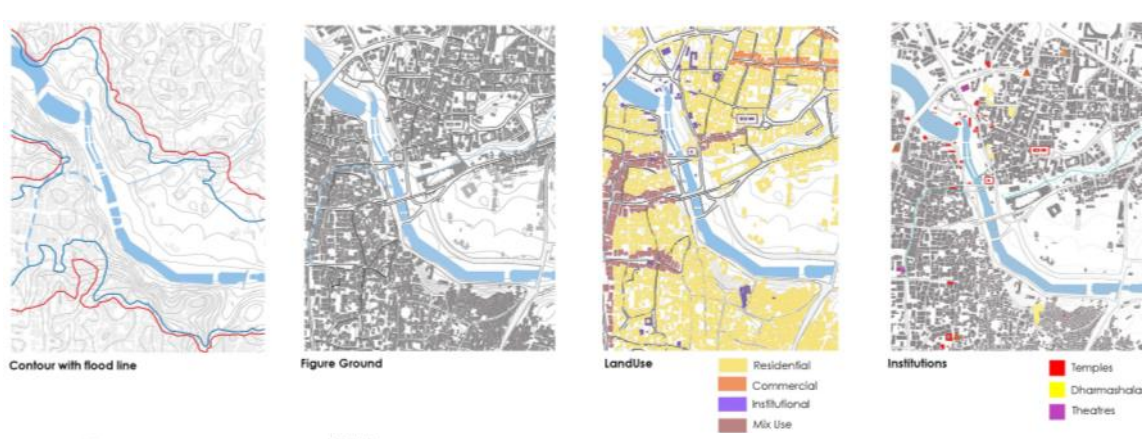 Contour with flood line
Figure Ground
LandUse
Residential
Commercial
Institutional
Mix Use
Institutions
Temples
Dharmashala
Theatres